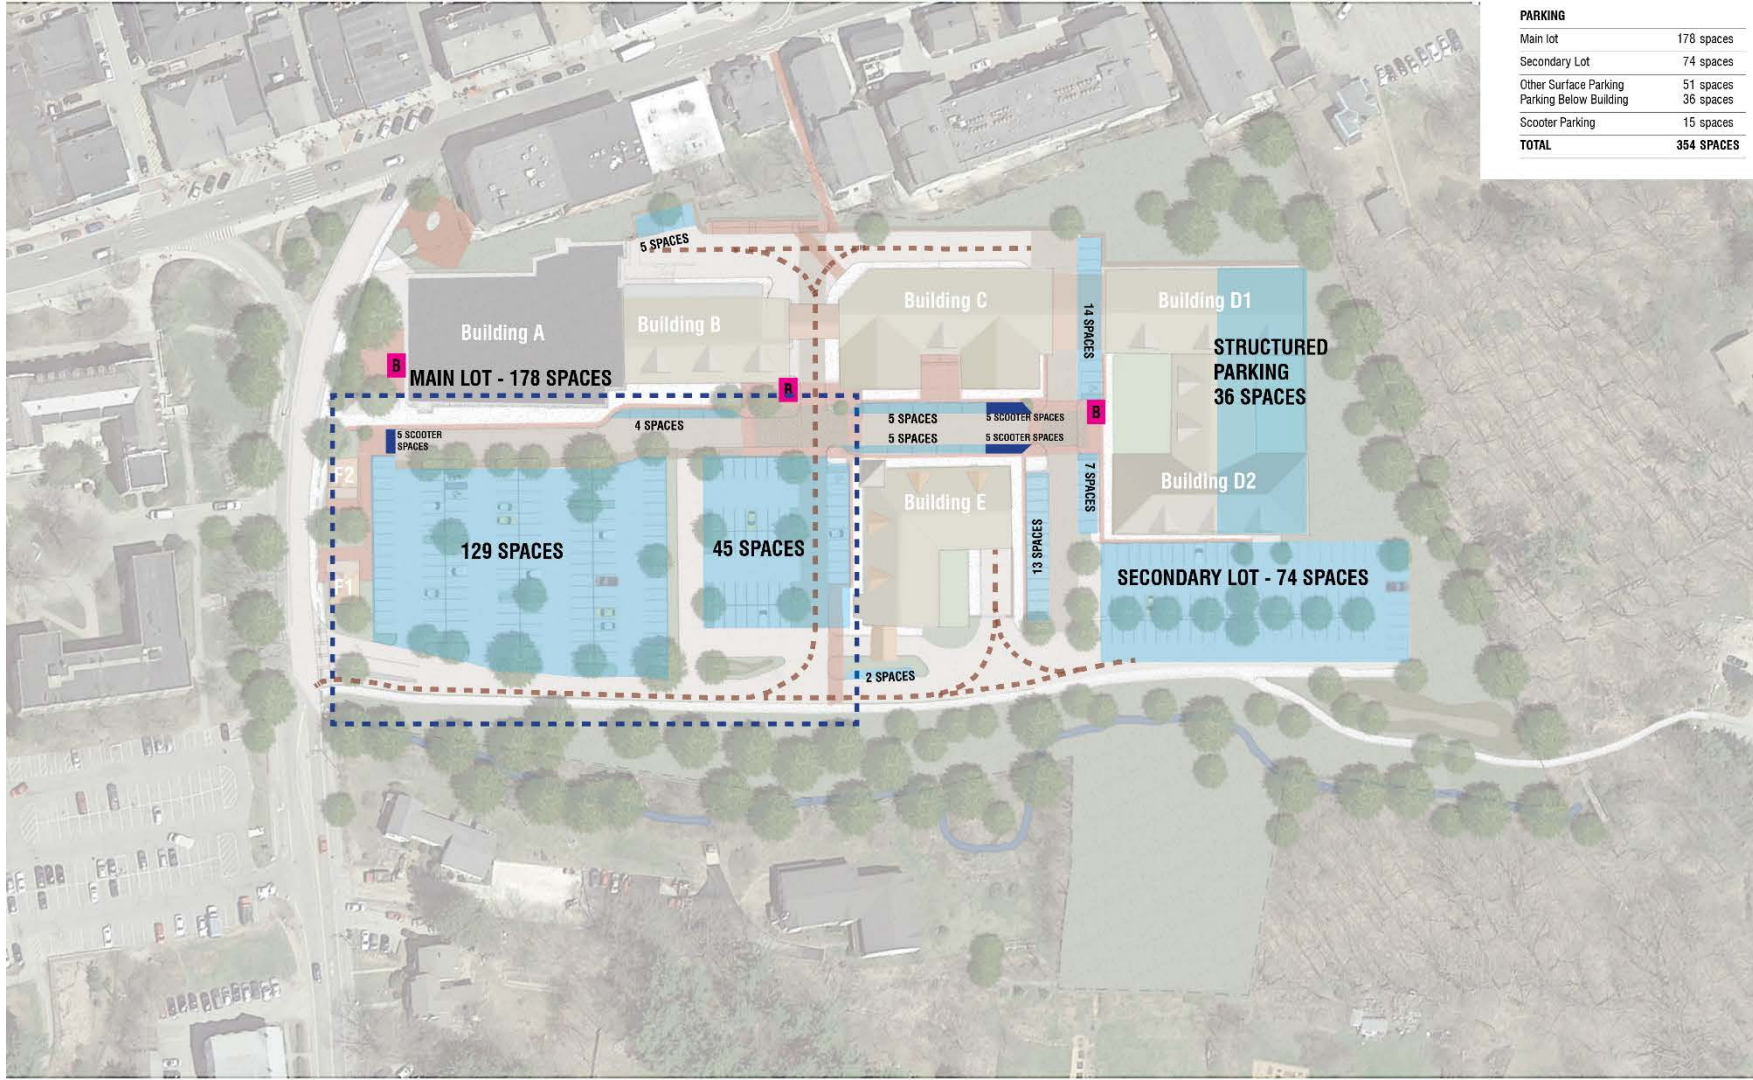 PARKING
Main lot 178 spaces
Secondary Lot 74 spaces
Other Surface Parking 51 spaces
Parking Below Building 36 spaces
Scooter Parking 15 spaces
TOTAL 354 SPACES
5 SPACES
Building A
Building B
Building C
Building D1
14 SPACES
STRUCTURED
PARKING
36 SPACES
B
MAIN LOT - 178 SPACES
B
B
5 SPACES
5 SCOOTER SPACES
4 SPACES
5 SCOOTER
SPACES
5 SPACES
5 SCOOTER SPACES
F2
7 SPACES
Building D2
Building E
129 SPACES
45 SPACES
13 SPACES
F1
SECONDARY LOT - 74 SPACES
2 SPACES